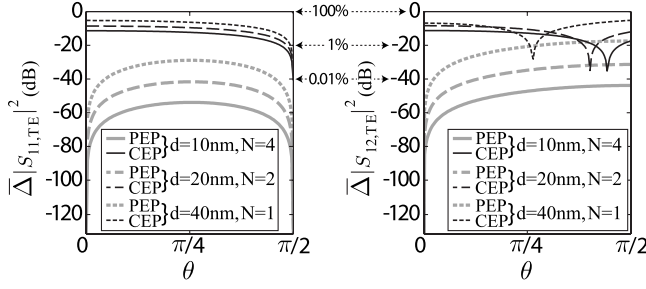 0
-20
-40
-60
-80
-100
-120
Δ̅|S₁₁,TE|² (dB)
PEP
CEP }d=10nm, N=4
PEP
CEP }d=20nm, N=2
PEP
CEP }d=40nm, N=1
0 π/4 π/2
θ
100%
1%
0.01%
0
-20
-40
-60
-80
-100
-120
Δ̅|S₁₂,TE|² (dB)
PEP
CEP }d=10nm, N=4
PEP
CEP }d=20nm, N=2
PEP
CEP }d=40nm, N=1
0 π/4 π/2
θ